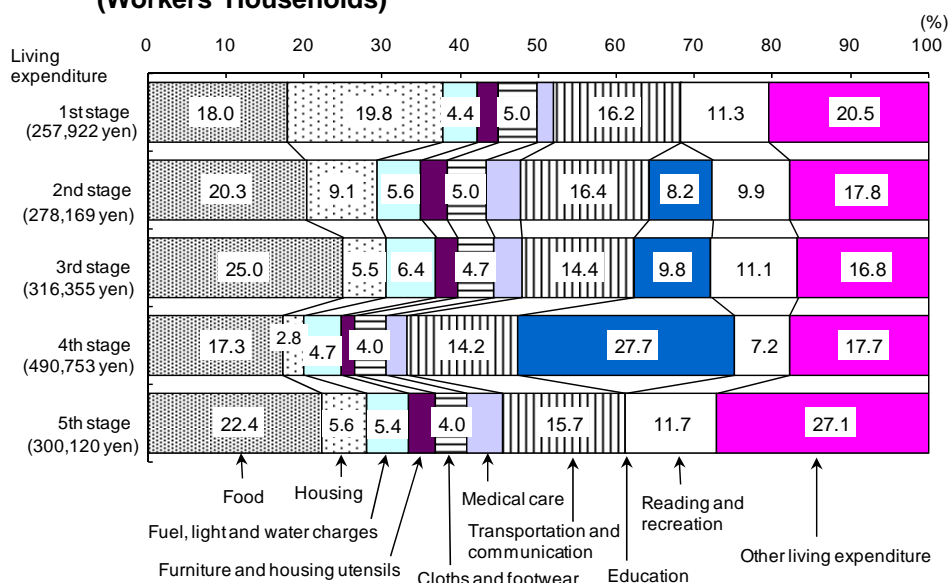 (Workers' Households)
(%)
0 10 20 30 40 50 60 70 80 90 100
Living
expenditure
1st stage
(257,922 yen)
18.0 19.8 4.4 5.0 16.2 11.3 20.5
2nd stage
(278,169 yen)
20.3 9.1 5.6 5.0 16.4 8.2 9.9 17.8
3rd stage
(316,355 yen)
25.0 5.5 6.4 4.7 14.4 9.8 11.1 16.8
4th stage
(490,753 yen)
17.3 2.8 4.7 4.0 14.2 27.7 7.2 17.7
5th stage
(300,120 yen)
22.4 5.6 5.4 4.0 15.7 11.7 27.1
Food
Housing
Medical care
Reading and
recreation
Fuel, light and water charges
Transportation and
communication
Other living expenditure
Furniture and housing utensils
Cloths and footwear
Education